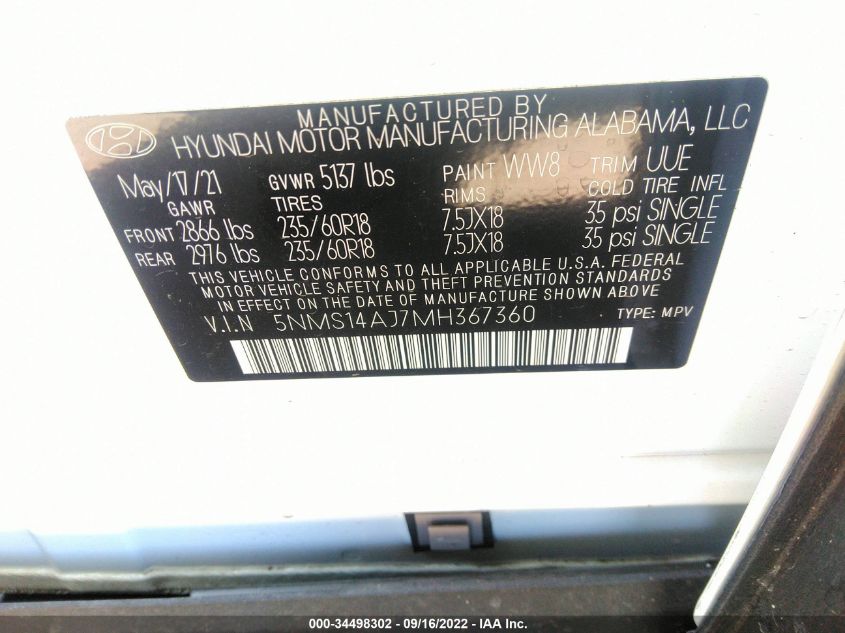 MANUFACTURED BY
HYUNDAI MOTOR MANUFACTURING ALABAMA, LLC
May/17/21 GVWR 5137 lbs PAINT WW8 TRIM UUE
GAWR TIRES RIMS COLD TIRE INFL
FRONT 2866 lbs 235/60R18 7.5JX18 35 psi SINGLE
REAR 2976 lbs 235/60R18 7.5JX18 35 psi SINGLE
THIS VEHICLE CONFORMS TO ALL APPLICABLE U.S.A. FEDERAL
MOTOR VEHICLE SAFETY AND THEFT PREVENTION STANDARDS
IN EFFECT ON THE DATE OF MANUFACTURE SHOWN ABOVE
V.I.N 5NMS14AJ7MH367360 TYPE: MPV
000-34498302 - 09/16/2022 - IAA Inc.